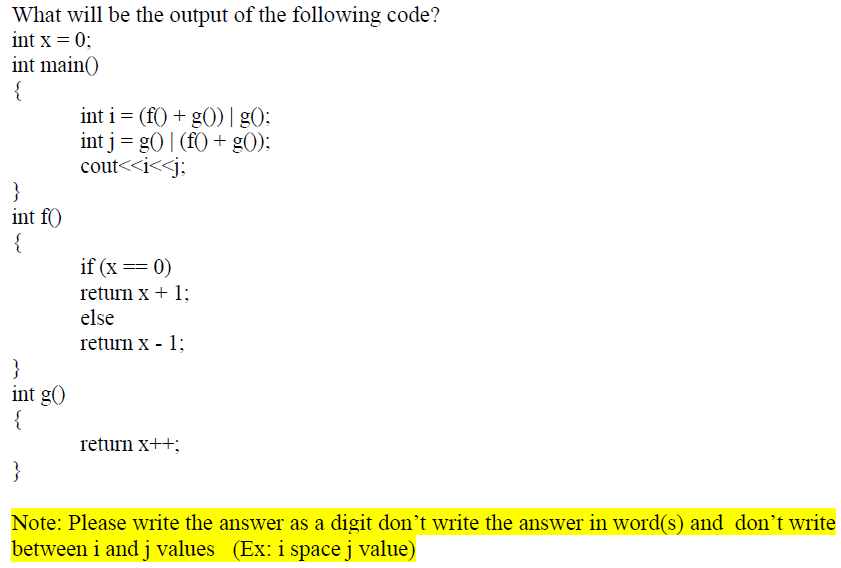 What will be the output of the following code?
int x = 0;
int main()
{
int i = (f() + g()) | g();
int j = g() | (f() + g());
cout<<i<<j;
}
int f()
{
if (x == 0)
return x + 1;
else
return x - 1;
}
int g()
{
return x++;
}
Note: Please write the answer as a digit don’t write the answer in word(s) and don’t write
between i and j values (Ex: i space j value)